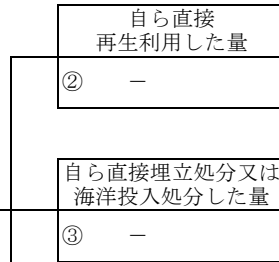 自ら直接
再生利用した量
② －
自ら直接埋立処分又は
海洋投入処分した量
③ －